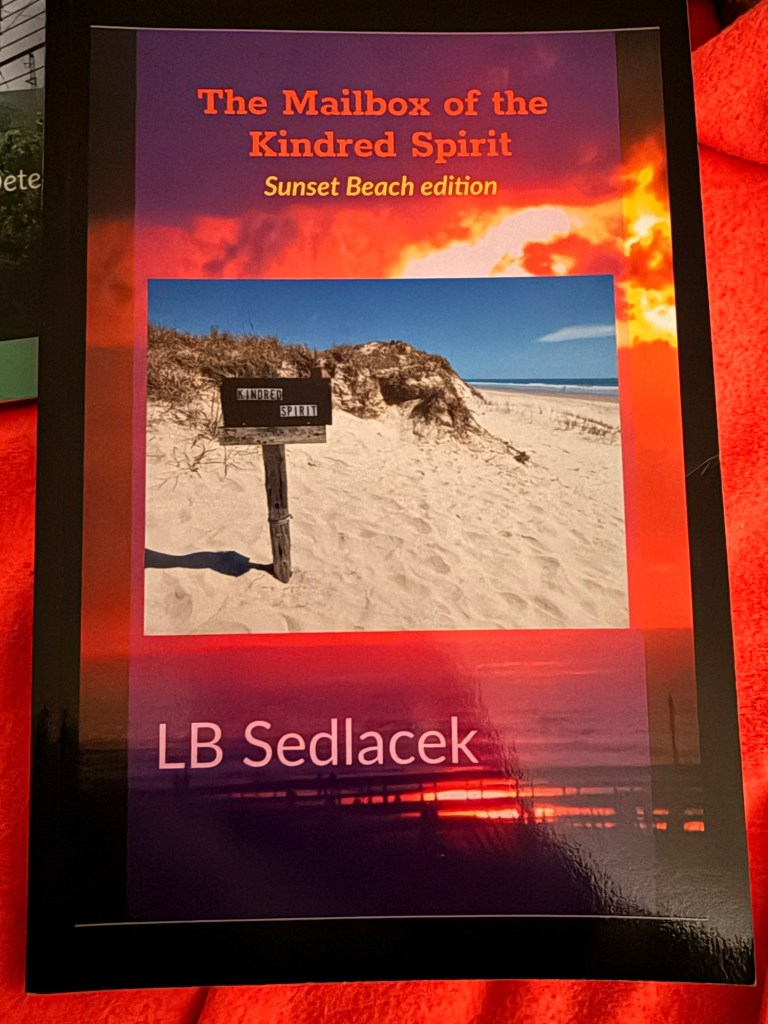 The Mailbox of the
Kindred Spirit
Sunset Beach edition
KINDRED
SPIRIT
LB Sedlacek